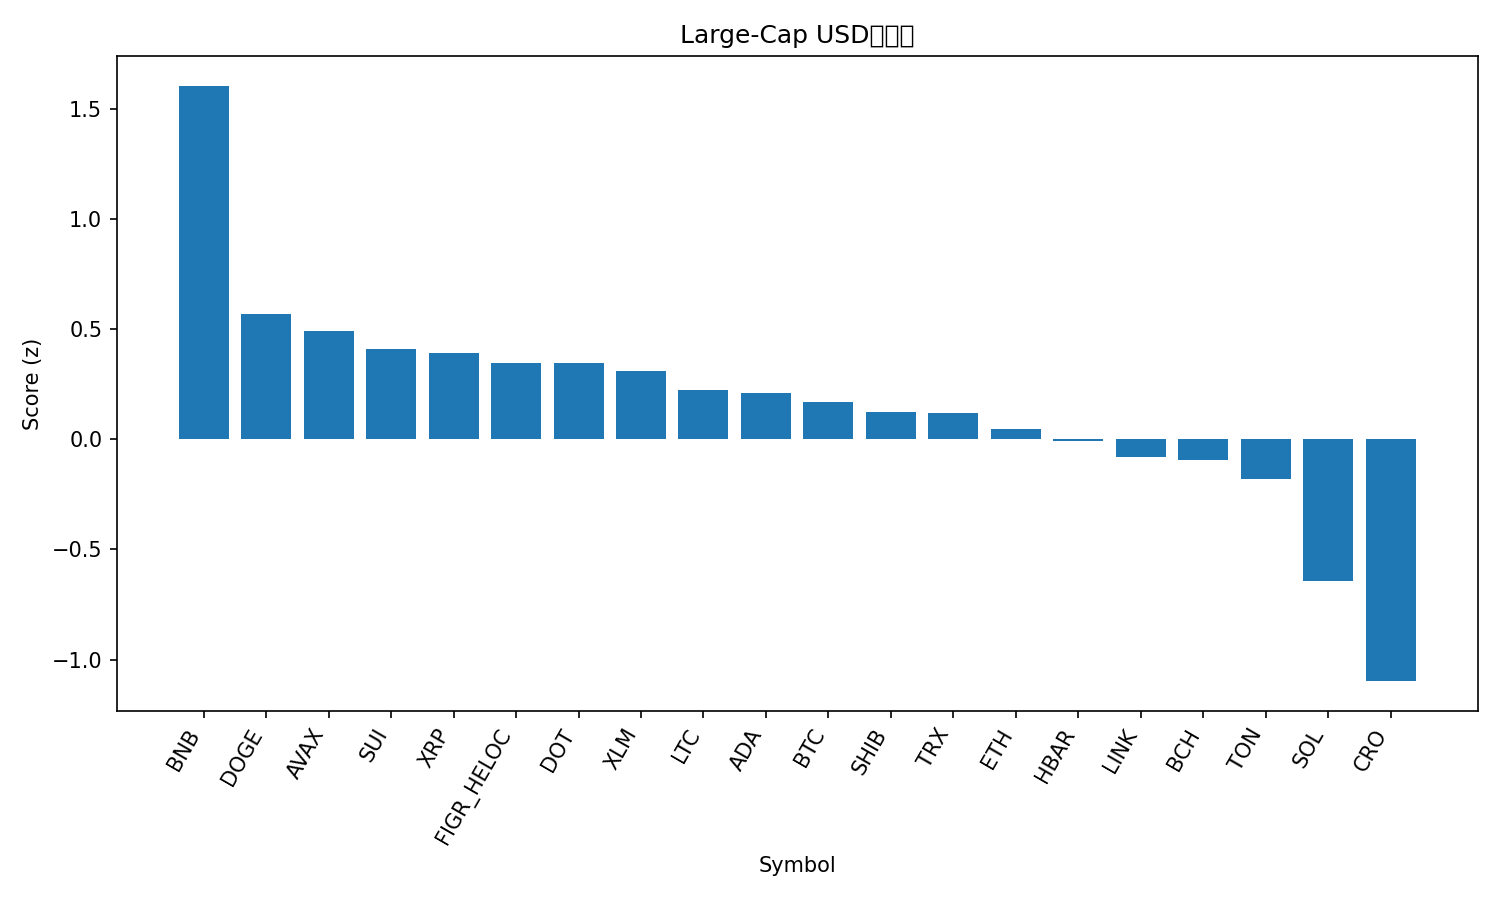 Large-Cap USD
Score (z)
1.5
1.0
0.5
0.0
−0.5
−1.0
BNB
DOGE
AVAX
SUI
XRP
FIGR_HELOC
DOT
XLM
LTC
ADA
BTC
SHIB
TRX
ETH
HBAR
LINK
BCH
TON
SOL
CRO
Symbol